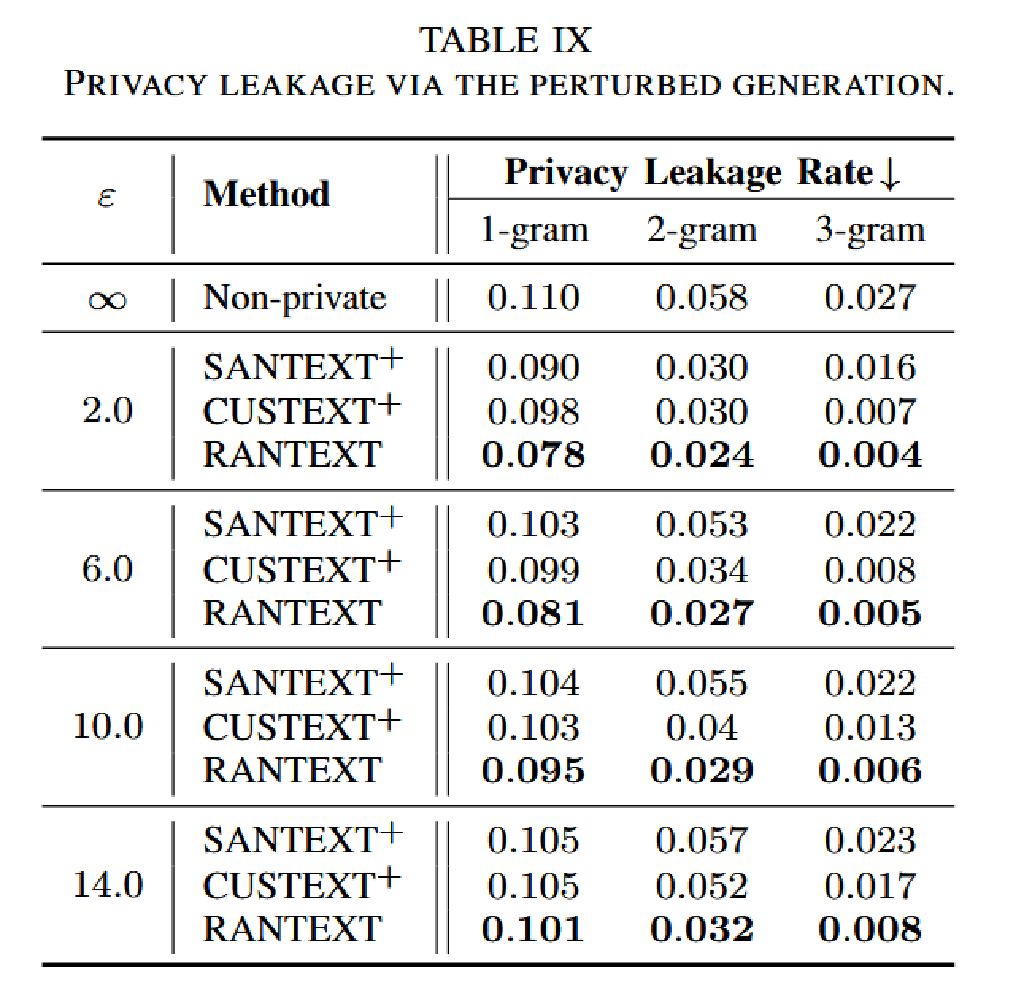 TABLE IX
PRIVACY LEAKAGE VIA THE PERTURBED GENERATION.
ε Method Privacy Leakage Rate↓
1-gram 2-gram 3-gram
∞ Non-private 0.110 0.058 0.027
SANTEXT+ 0.090 0.030 0.016
2.0 CUSTEXT+ 0.098 0.030 0.007
RANTEXT 0.078 0.024 0.004
SANTEXT+ 0.103 0.053 0.022
6.0 CUSTEXT+ 0.099 0.034 0.008
RANTEXT 0.081 0.027 0.005
SANTEXT+ 0.104 0.055 0.022
10.0 CUSTEXT+ 0.103 0.04 0.013
RANTEXT 0.095 0.029 0.006
SANTEXT+ 0.105 0.057 0.023
14.0 CUSTEXT+ 0.105 0.052 0.017
RANTEXT 0.101 0.032 0.008